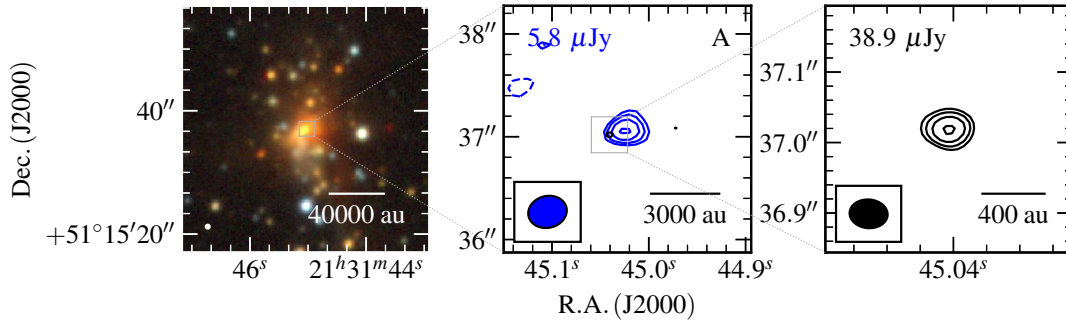 Dec. (J2000)
40″
+51°15′20″
46ˢ
21ʰ31ᵐ44ˢ
40000 au
5.8 μJy
A
38″
37″
36″
45.1ˢ
45.0ˢ
44.9ˢ
3000 au
38.9 μJy
37.1″
37.0″
36.9″
45.04ˢ
400 au
R.A. (J2000)